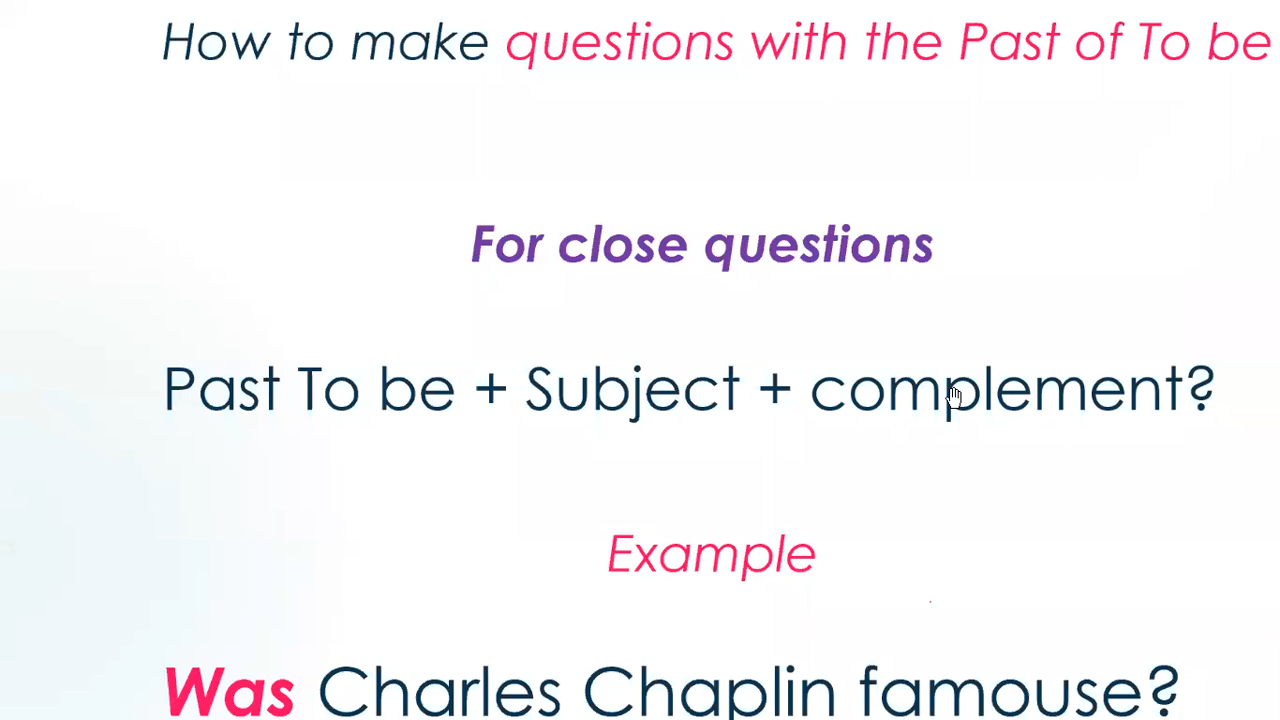 How to make questions with the Past of To be
For close questions
Past To be + Subject + complement?
Example
Was Charles Chaplin famouse?